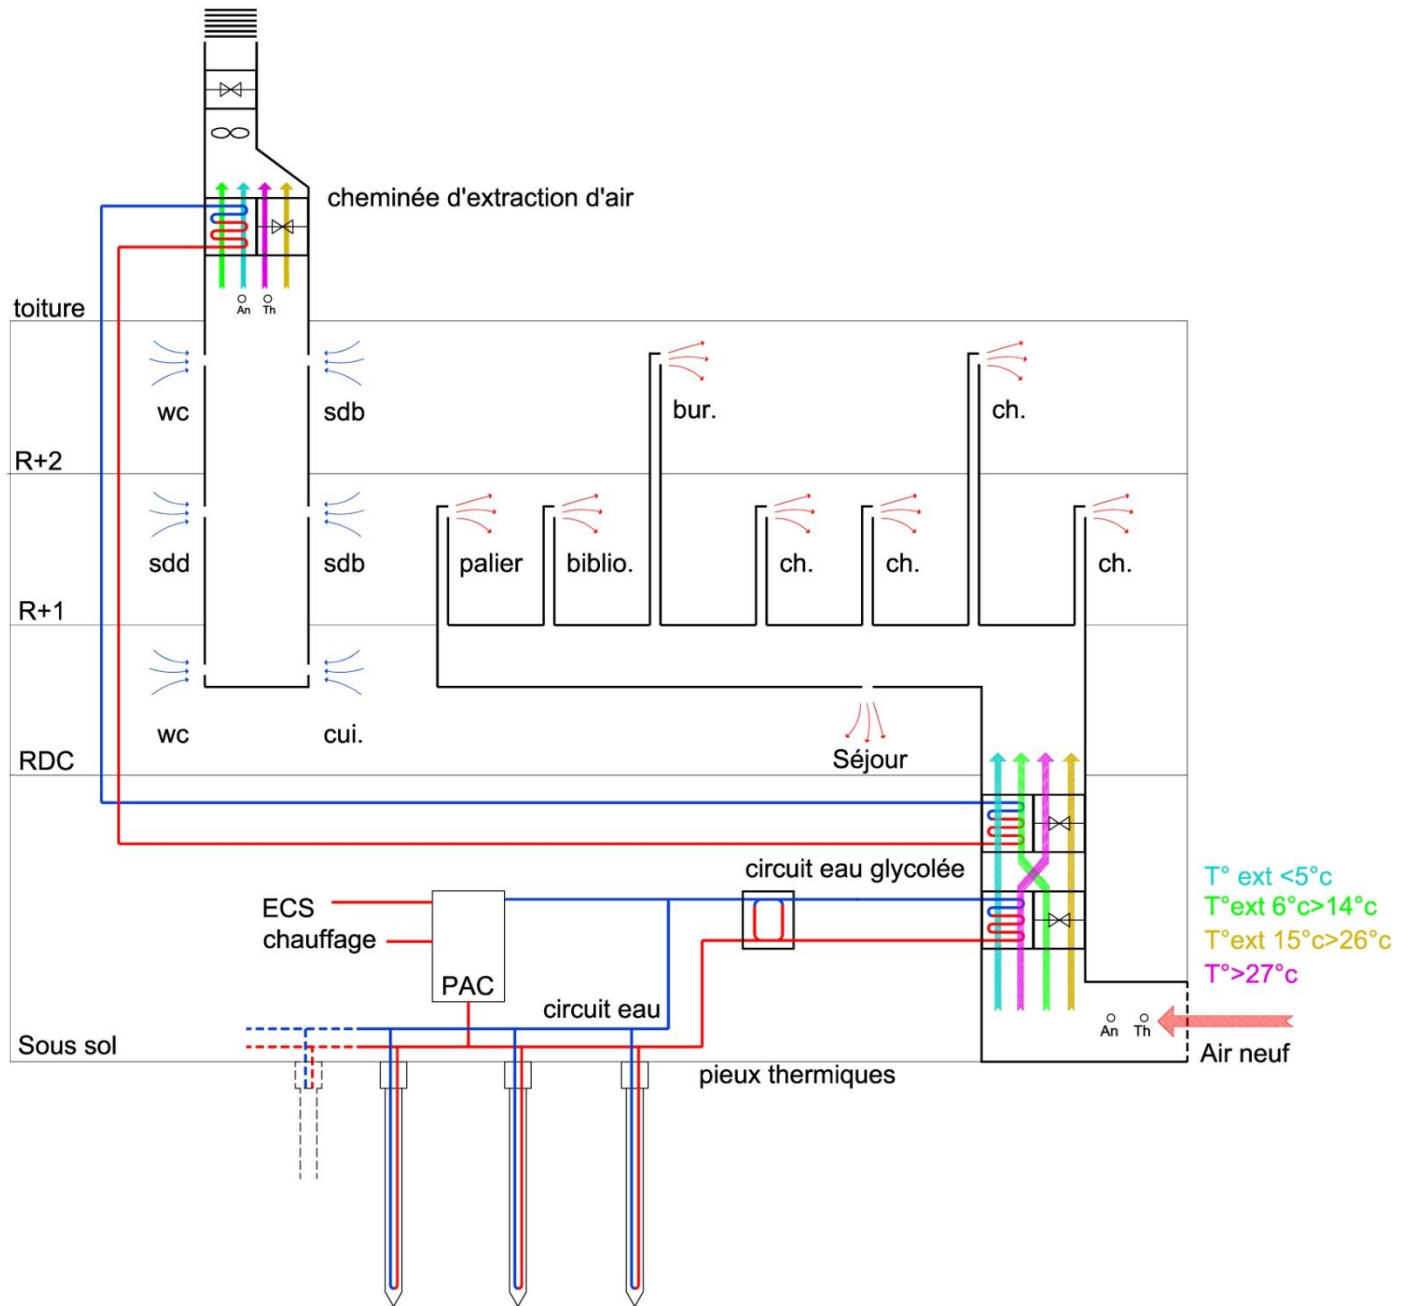 cheminée d'extraction d'air
An Th
toiture
wc sdb bur. ch.
R+2
sdd sdb palier biblio. ch. ch. ch.
R+1
wc cui. Séjour
RDC
circuit eau glycolée
T° ext <5°c
T°ext 6°c>14°c
T°ext 15°c>26°c
T°>27°c
ECS
chauffage
PAC
circuit eau
An Th
Sous sol
Air neuf
pieux thermiques